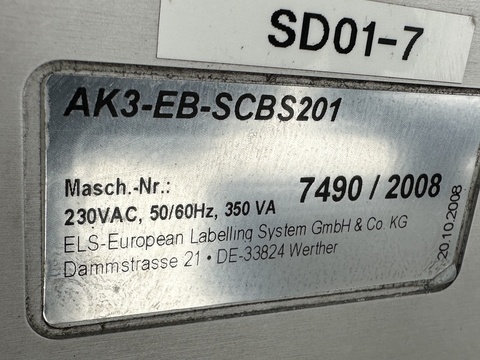 SD01-7
AK3-EB-SCBS201
Masch.-Nr.: 7490 / 2008
230VAC, 50/60Hz, 350 VA
ELS-European Labelling System GmbH & Co. KG
Dammstrasse 21 • DE-33824 Werther
20.10.2008